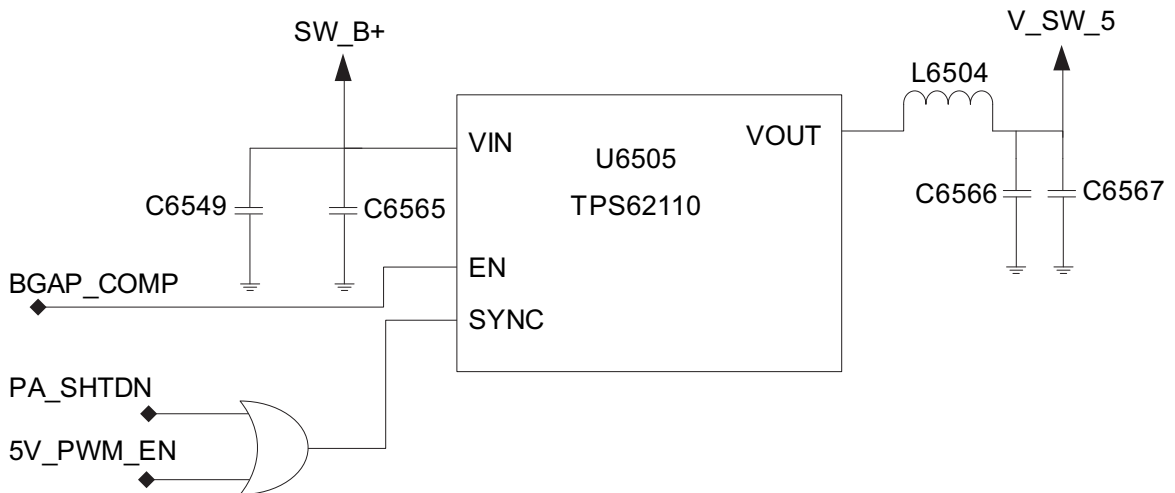 SW_B+
V_SW_5
L6504
VIN
VOUT
U6505
TPS62110
C6549
C6565
C6566
C6567
EN
BGAP_COMP
SYNC
PA_SHTDN
5V_PWM_EN